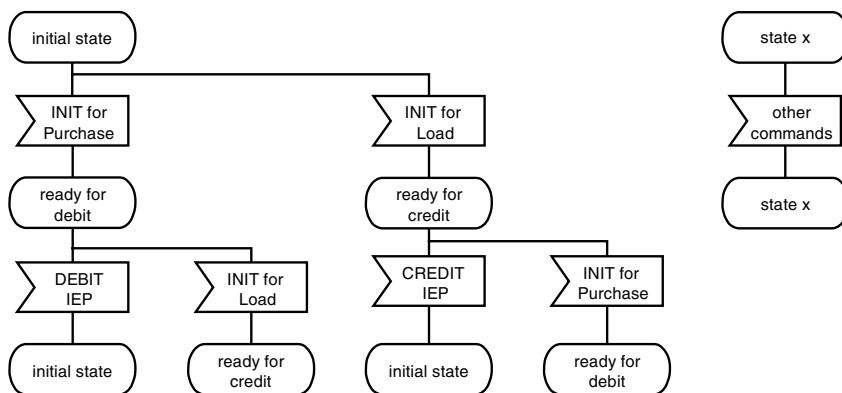 initial state
state x
INIT for
Purchase
INIT for
Load
other
commands
ready for
debit
ready for
credit
state x
DEBIT
IEP
INIT for
Load
CREDIT
IEP
INIT for
Purchase
initial state
ready for
credit
initial state
ready for
debit